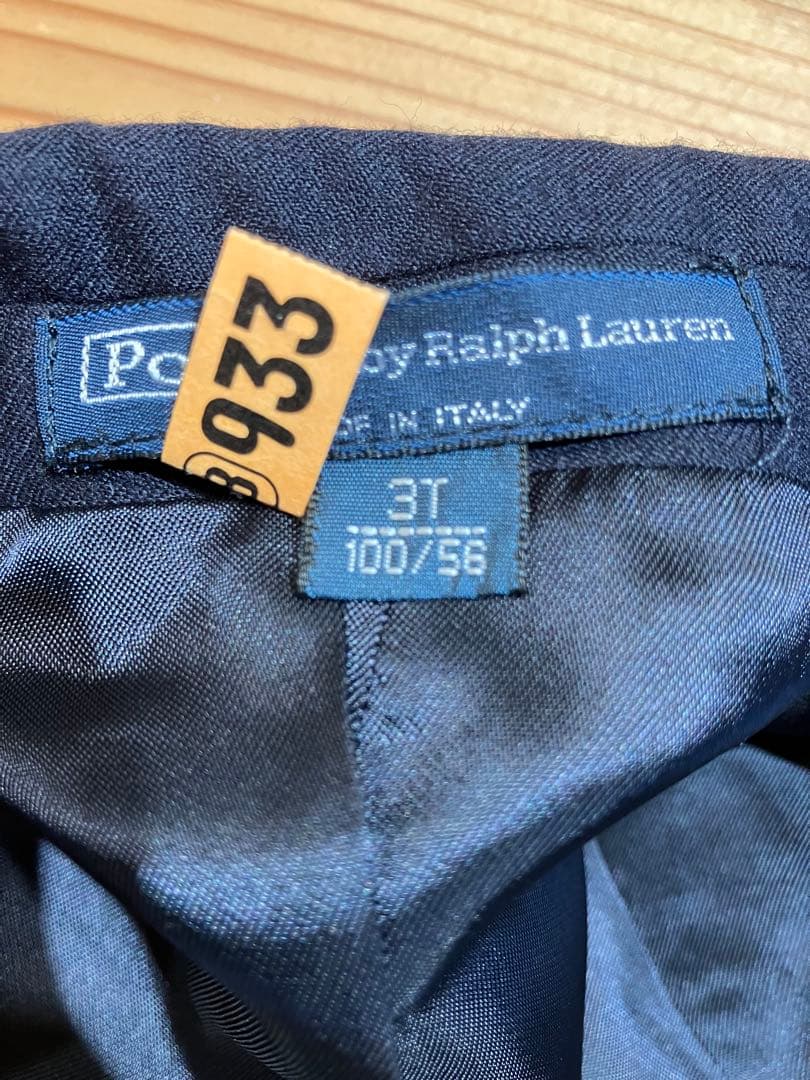 Po by Ralph Lauren
DE IN ITALY
3T
100/56
933